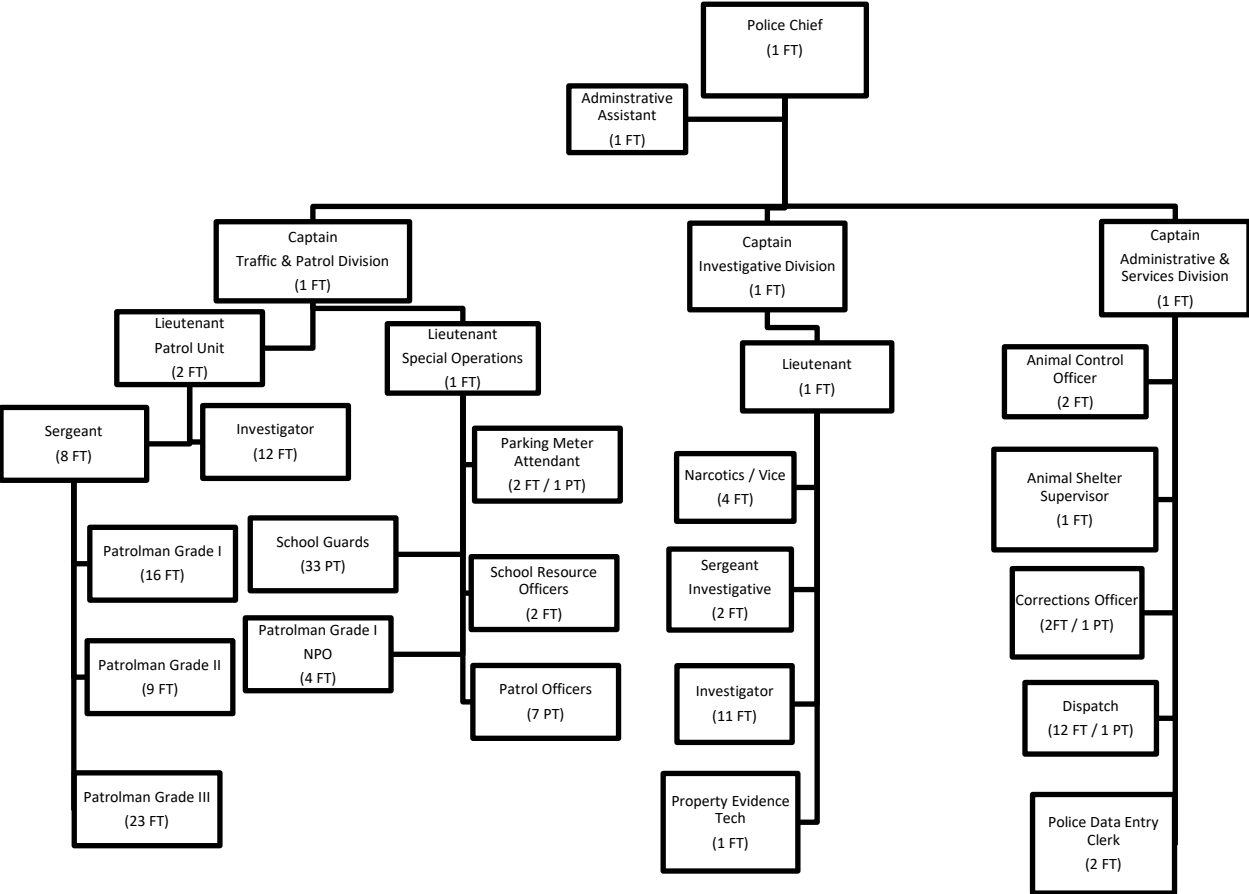 Police Chief
(1 FT)
Adminstrative
Assistant
(1 FT)
Captain
Traffic & Patrol Division
(1 FT)
Captain
Investigative Division
(1 FT)
Captain
Administrative &
Services Division
(1 FT)
Lieutenant
Patrol Unit
(2 FT)
Lieutenant
Special Operations
(1 FT)
Lieutenant
(1 FT)
Sergeant
(8 FT)
Investigator
(12 FT)
Patrolman Grade I
(16 FT)
Patrolman Grade II
(9 FT)
Patrolman Grade III
(23 FT)
Parking Meter
Attendant
(2 FT / 1 PT)
School Guards
(33 PT)
School Resource
Officers
(2 FT)
Patrolman Grade I
NPO
(4 FT)
Patrol Officers
(7 PT)
Narcotics / Vice
(4 FT)
Sergeant
Investigative
(2 FT)
Investigator
(11 FT)
Property Evidence
Tech
(1 FT)
Animal Control
Officer
(2 FT)
Animal Shelter
Supervisor
(1 FT)
Corrections Officer
(2FT / 1 PT)
Dispatch
(12 FT / 1 PT)
Police Data Entry
Clerk
(2 FT)